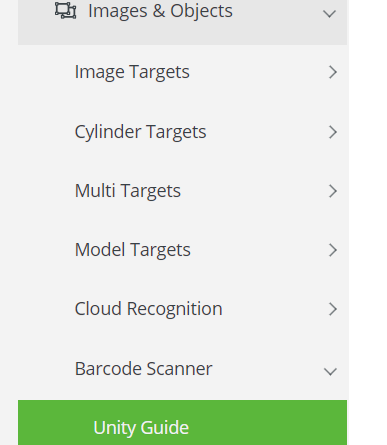 Images & Objects
Image Targets
Cylinder Targets
Multi Targets
Model Targets
Cloud Recognition
Barcode Scanner
Unity Guide